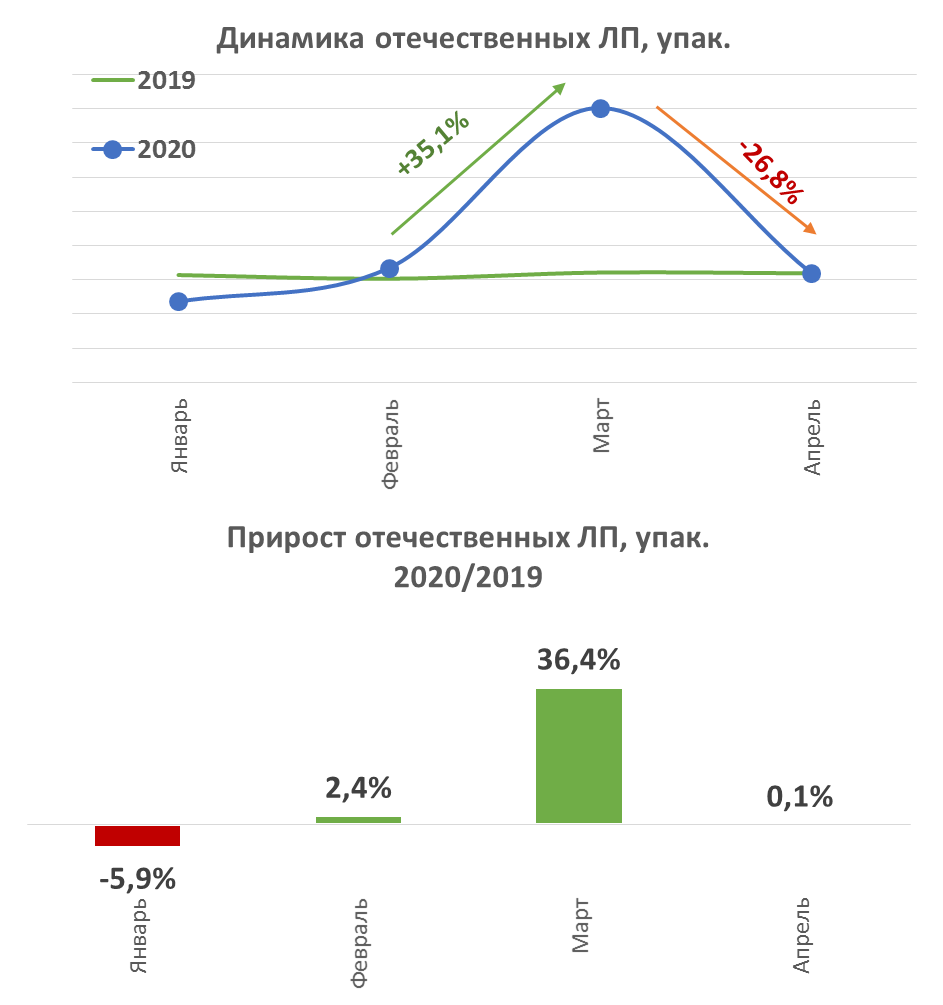 Динамика отечественных ЛП, упак.
2019
2020
+35,1%
-26,8%
Январь
Февраль
Март
Апрель
Прирост отечественных ЛП, упак.
2020/2019
36,4%
2,4%
0,1%
-5,9%
Январь
Февраль
Март
Апрель